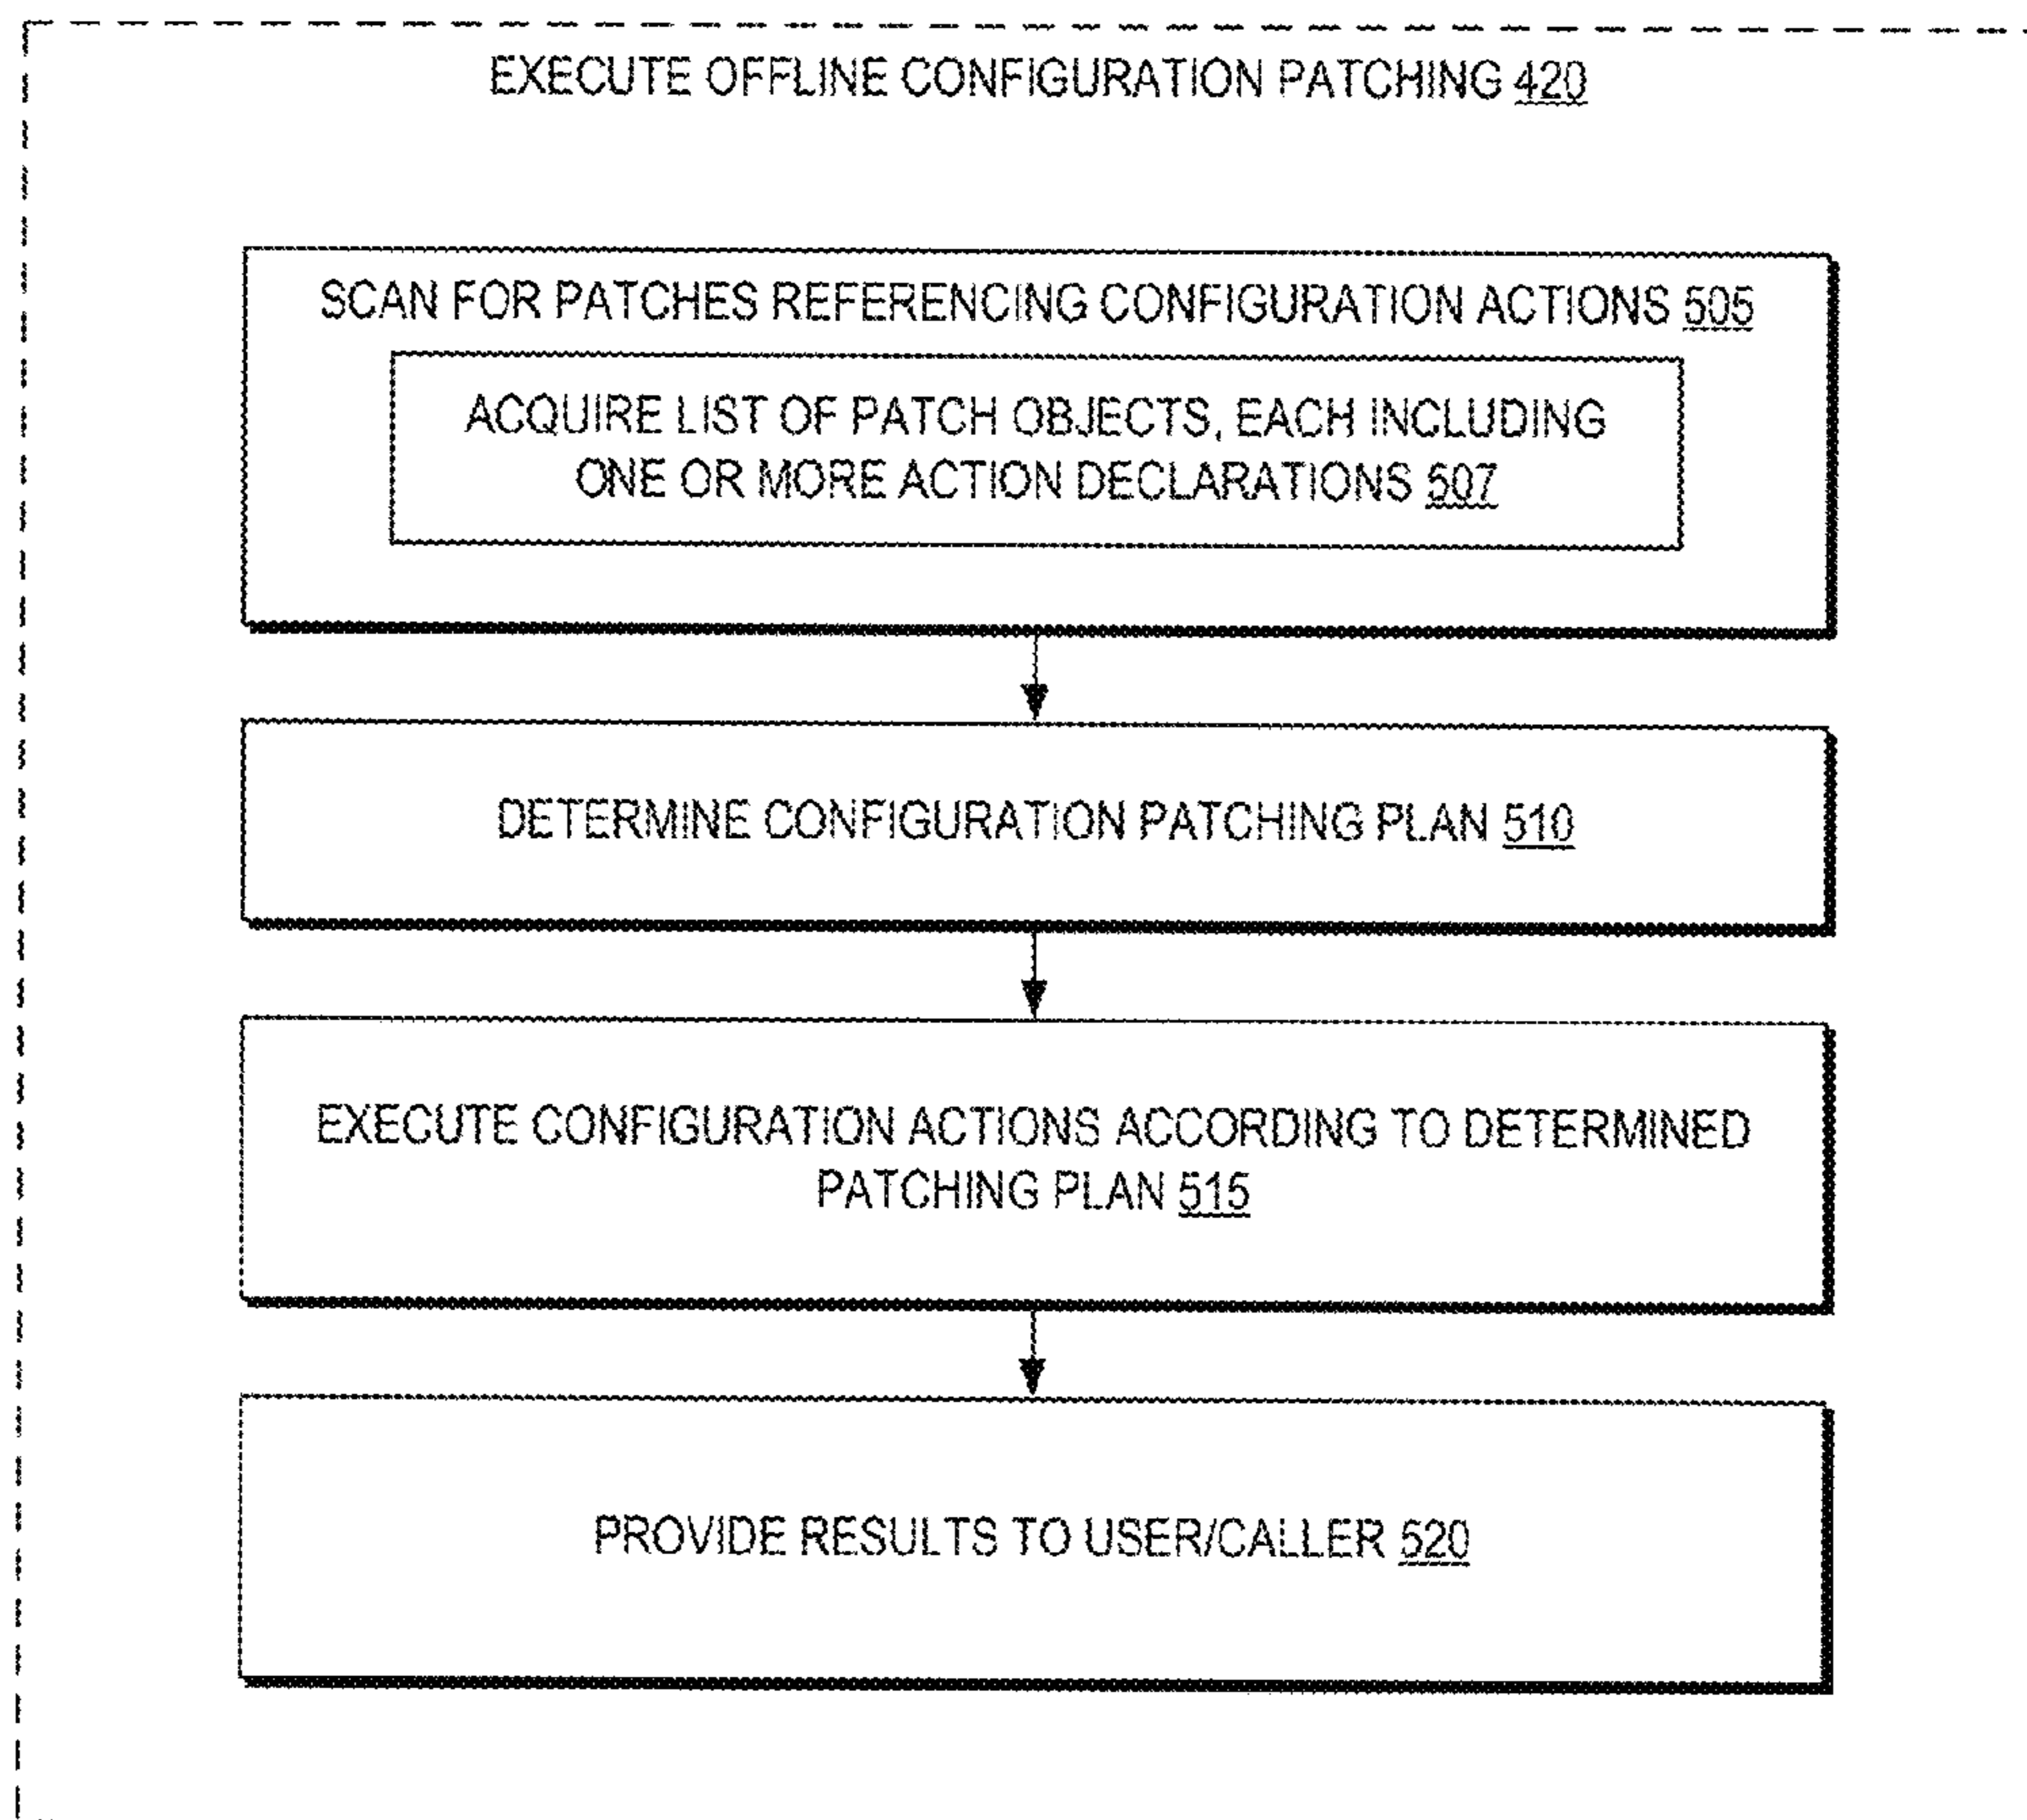 EXECUTE OFFLINE CONFIGURATION PATCHING 420
SCAN FOR PATCHES REFERENCING CONFIGURATION ACTIONS 505
ACQUIRE LIST OF PATCH OBJECTS, EACH INCLUDING
ONE OR MORE ACTION DECLARATIONS 507
DETERMINE CONFIGURATION PATCHING PLAN 510
EXECUTE CONFIGURATION ACTIONS ACCORDING TO DETERMINED
PATCHING PLAN 515
PROVIDE RESULTS TO USER/CALLER 520